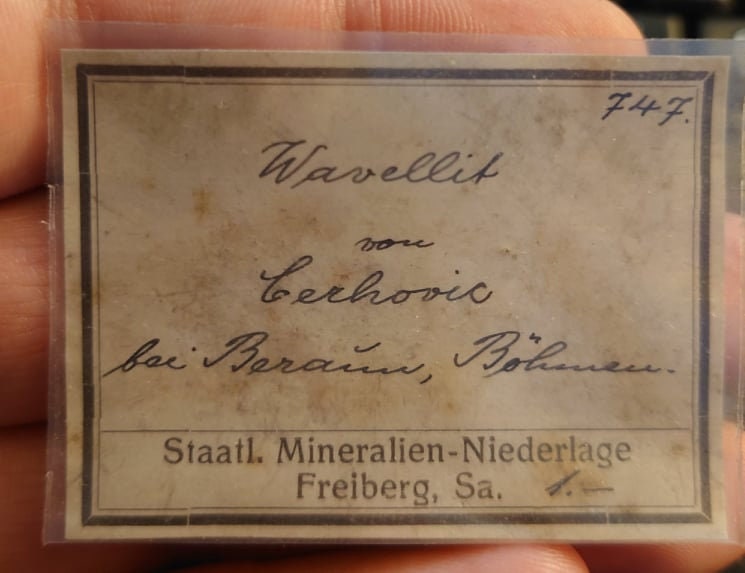 747.
Wavellit
von
Cerhovic
bei Beraun, Böhmen.
Staatl. Mineralien-Niederlage
Freiberg, Sa. 1.—